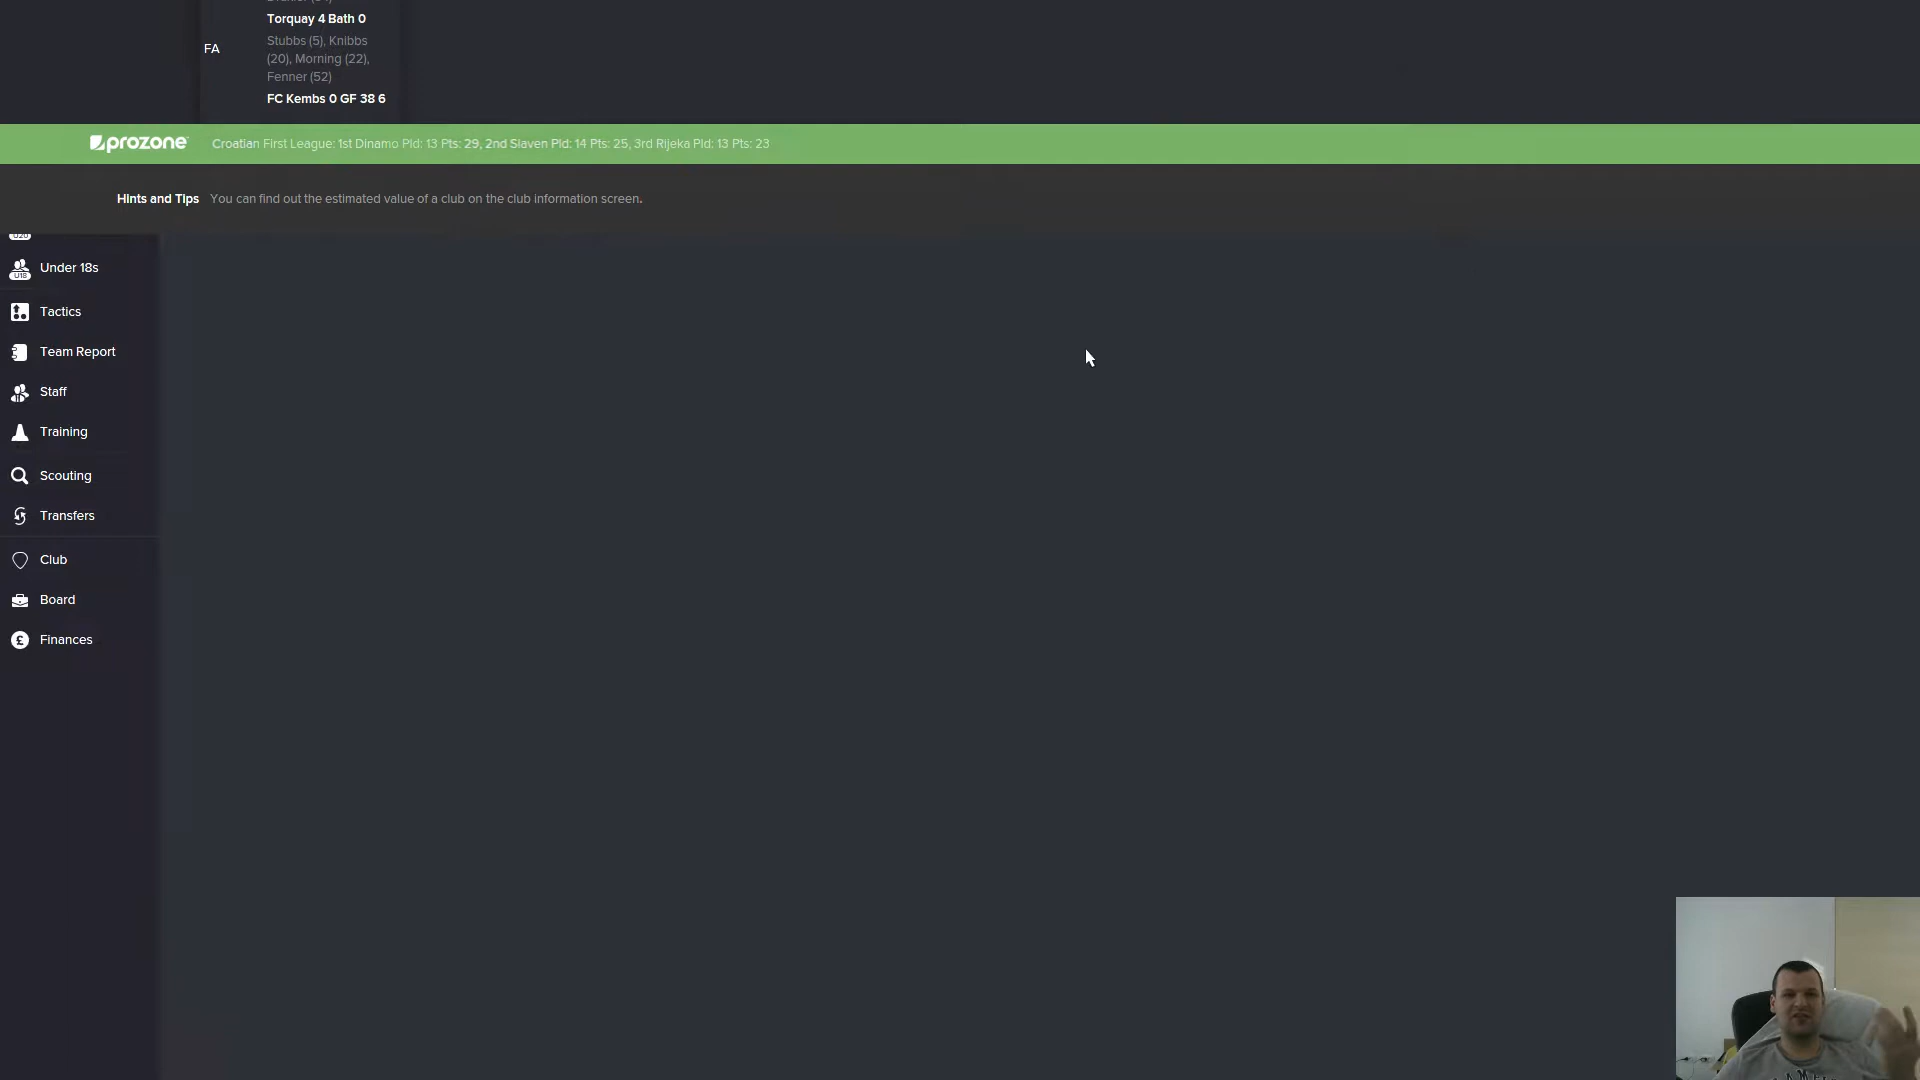 Torquay 4 Bath 0
FA
Stubbs (5), Knibbs
(20), Morning (22),
Fenner (52)
FC Kembs 0 GF 38 6
prozone
Croatian First League: 1st Dinamo Pld: 13 Pts: 29, 2nd Slaven Pld: 14 Pts: 25, 3rd Rijeka Pld: 13 Pts: 23
Hints and Tips You can find out the estimated value of a club on the club information screen.
U20
U18 Under 18s
Tactics
Team Report
Staff
Training
Scouting
Transfers
Club
Board
£ Finances